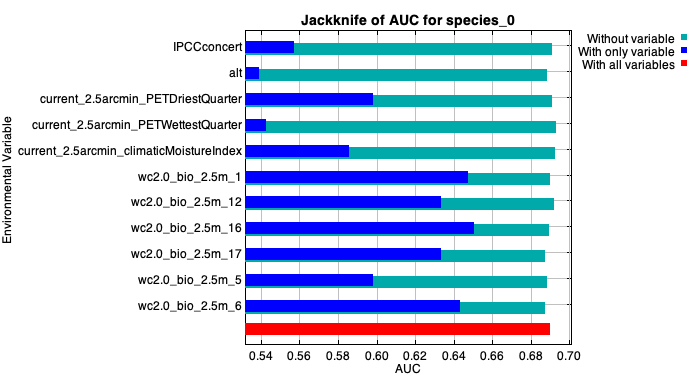 Jackknife of AUC for species_0
Without variable
With only variable
With all variables
Environmental Variable
IPCCconcert
alt
current_2.5arcmin_PETDriestQuarter
current_2.5arcmin_PETWettestQuarter
current_2.5arcmin_climaticMoistureIndex
wc2.0_bio_2.5m_1
wc2.0_bio_2.5m_12
wc2.0_bio_2.5m_16
wc2.0_bio_2.5m_17
wc2.0_bio_2.5m_5
wc2.0_bio_2.5m_6
0.54 0.56 0.58 0.60 0.62 0.64 0.66 0.68 0.70
AUC